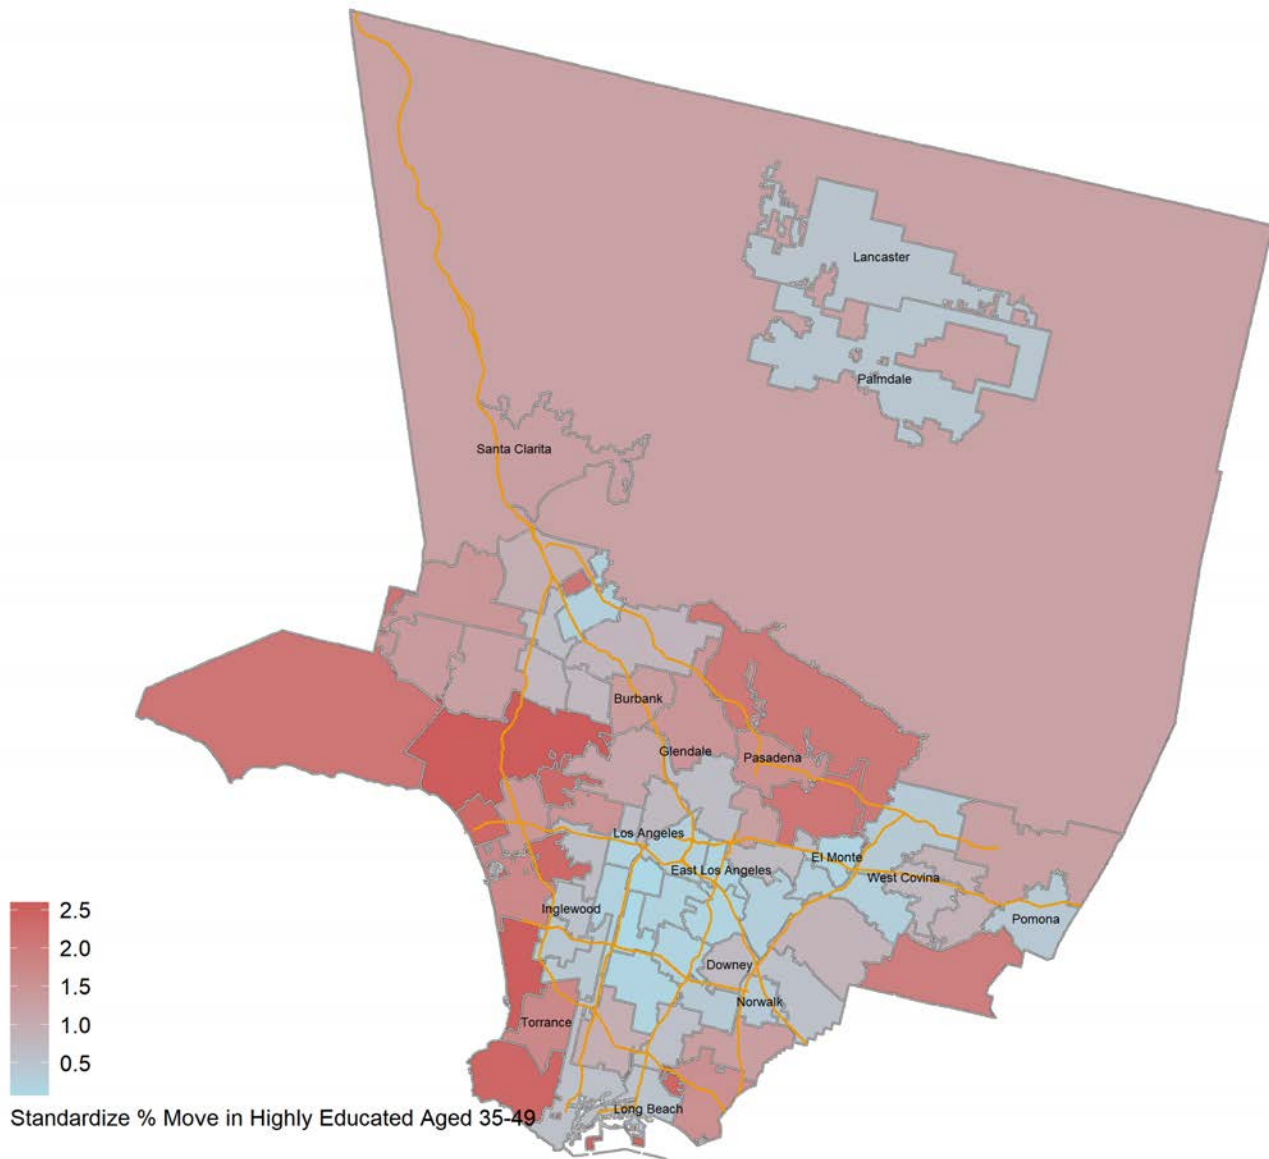 Lancaster
Palmdale
Santa Clarita
Burbank
Glendale
Pasadena
Los Angeles
El Monte
East Los Angeles
West Covina
Inglewood
Pomona
Downey
Norwalk
Torrance
Long Beach
2.5
2.0
1.5
1.0
0.5
Standardize % Move in Highly Educated Aged 35-49